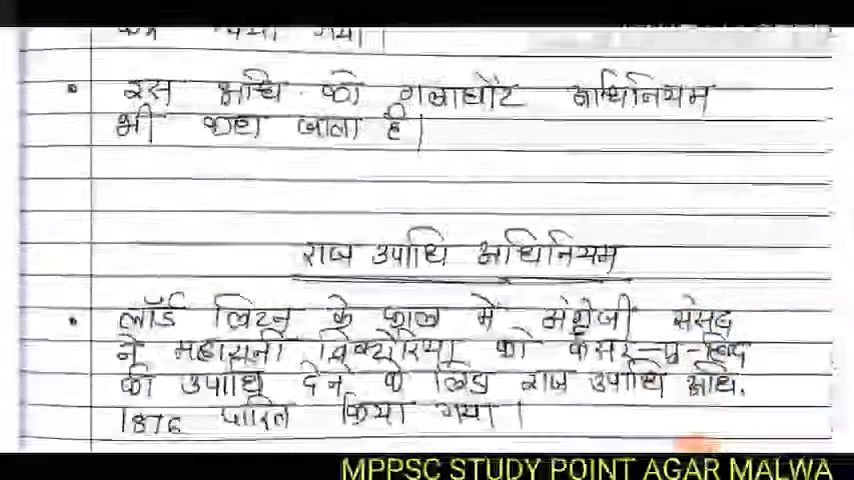 इस अधि. को गलाघोंट अधिनियम
भी कहा जाता है।
राज उपाधि अधिनियम
लॉर्ड लिटन के काल में अंग्रेजी संसद
ने महारानी विक्टोरिया को कैसर-ए-हिंद
की उपाधि देने के लिए राज उपाधि अधि.
1876 पारित किया गया।
MPPSC STUDY POINT AGAR MALWA